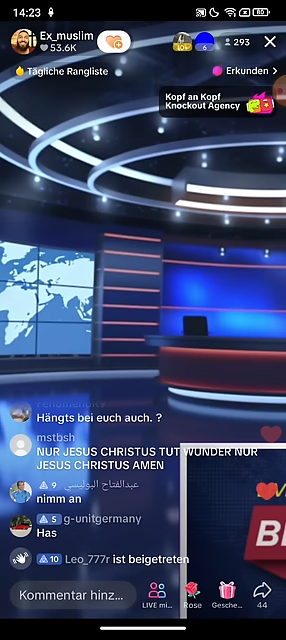 14:23
80
Ex_muslim
53.6K
10W
6
293
Tägliche Rangliste
Erkunden
Kopf an Kopf
Knockout Agency
Hängts bei euch auch. ?
mstbsh
NUR JESUS CHRISTUS TUT WUNDER NUR
JESUS CHRISTUS AMEN
9 عبدالفتاح البوليسي
nimm an
5 g-unitgermany
Has
10 Leo_777r ist beigetreten
Kommentar hinz...
LIVE mi...
Rose
Gesche...
44